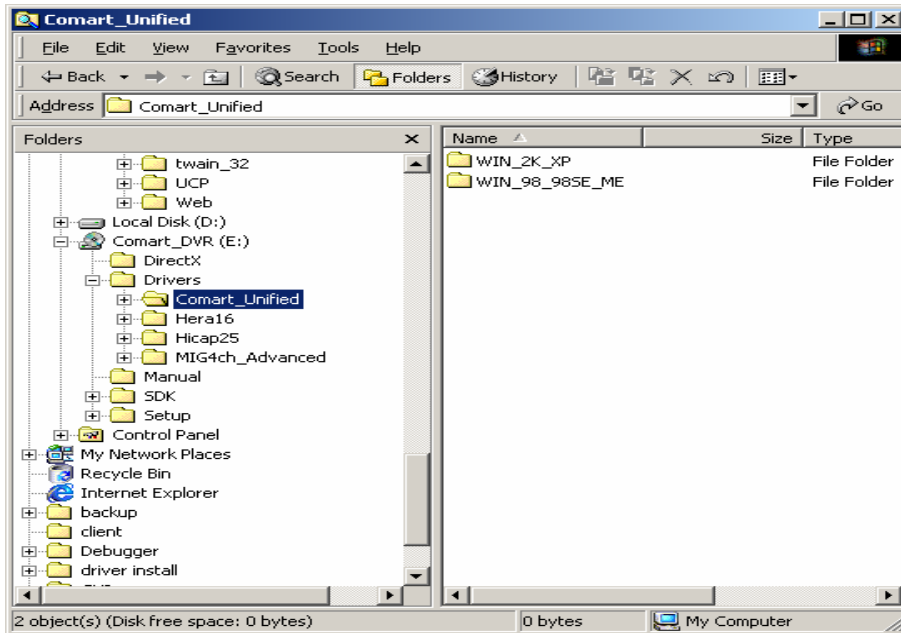 Comart_Unified
File Edit View Favorites Tools Help
Back Search Folders History
Address Comart_Unified Go
Folders
Name Size Type
twain_32
UCP
Web
Local Disk (D:)
Comart_DVR (E:)
DirectX
Drivers
Comart_Unified
Hera16
Hicap25
MIG4ch_Advanced
Manual
SDK
Setup
Control Panel
My Network Places
Recycle Bin
Internet Explorer
backup
client
Debugger
driver install
WIN_2K_XP File Folder
WIN_98_98SE_ME File Folder
2 object(s) (Disk free space: 0 bytes) 0 bytes My Computer